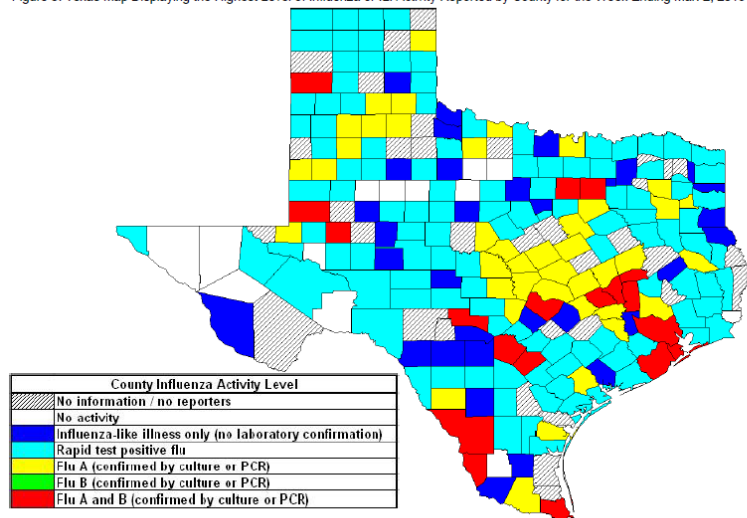 County Influenza Activity Level
No information / no reporters
No activity
Influenza-like illness only (no laboratory confirmation)
Rapid test positive flu
Flu A (confirmed by culture or PCR)
Flu B (confirmed by culture or PCR)
Flu A and B (confirmed by culture or PCR)